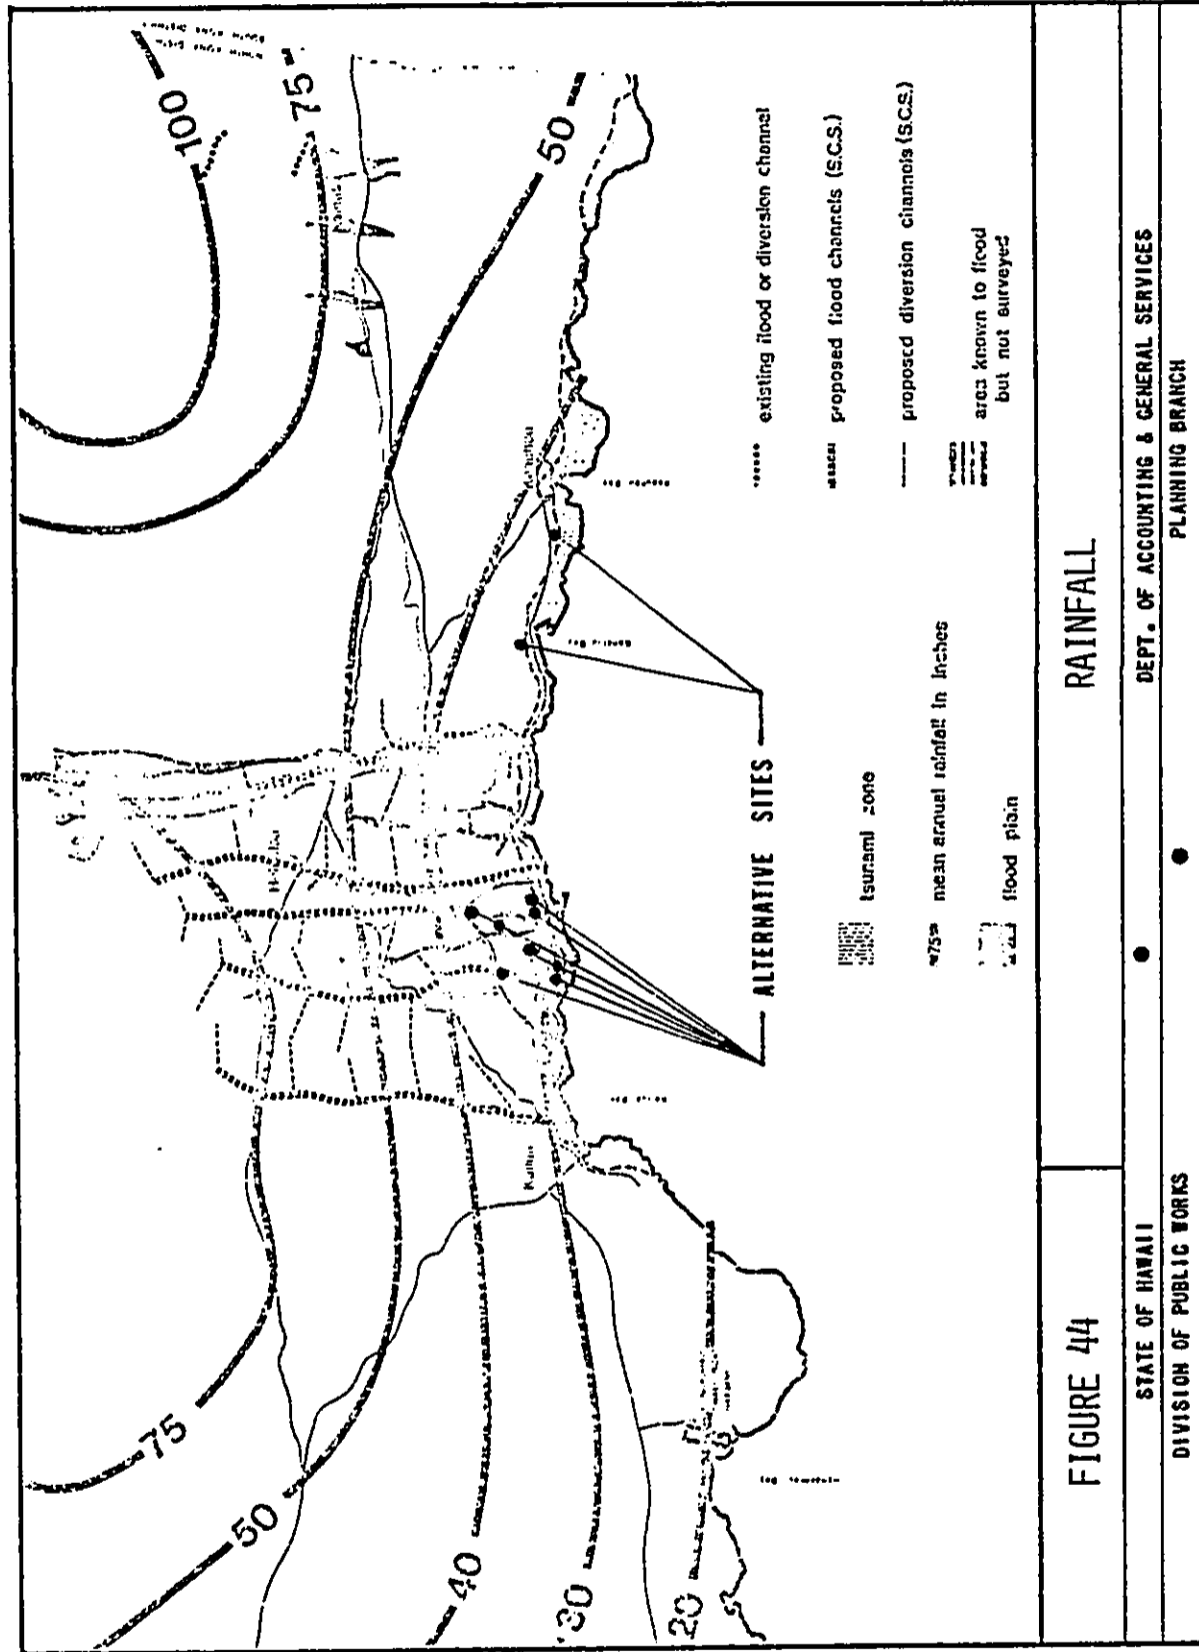 100
75
50
75
50
40
30
20
Kailua
ALTERNATIVE SITES
tsunami zone
75 mean annual rainfall in inches
flood plain
existing flood or diversion channel
proposed flood channels (S.C.S.)
proposed diversion channels (S.C.S.)
area known to flood
but not surveyed
FIGURE 44
RAINFALL
STATE OF HAWAII ● DEPT. OF ACCOUNTING & GENERAL SERVICES
DIVISION OF PUBLIC WORKS ● PLANNING BRANCH